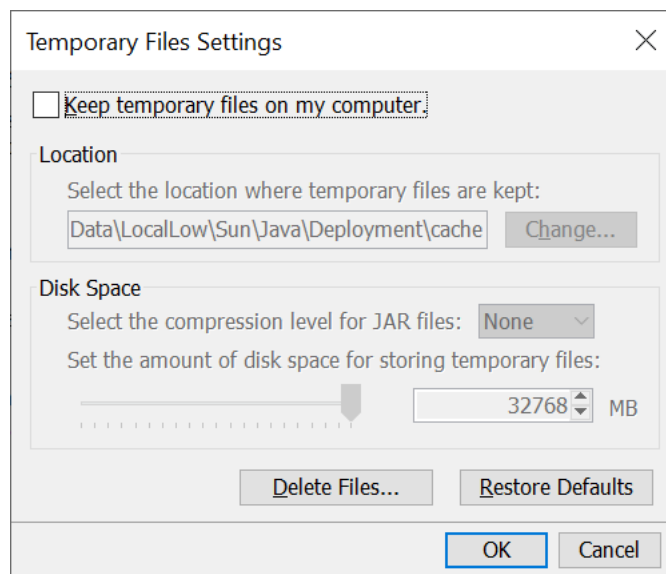 Temporary Files Settings
Keep temporary files on my computer.
Location
Select the location where temporary files are kept:
Data\LocalLow\Sun\Java\Deployment\cache
Change...
Disk Space
Select the compression level for JAR files:
None
Set the amount of disk space for storing temporary files:
32768
MB
Delete Files...
Restore Defaults
OK
Cancel